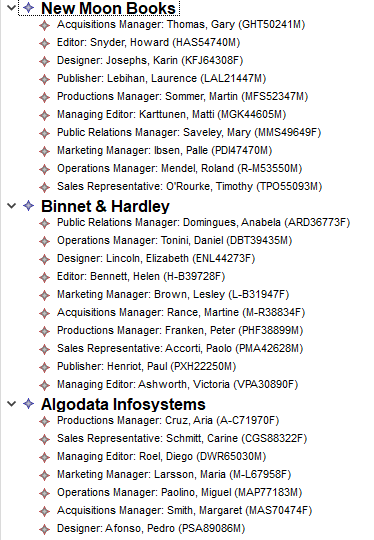 New Moon Books
Acquisitions Manager: Thomas, Gary (GHT50241M)
Editor: Snyder, Howard (HAS54740M)
Designer: Josephs, Karin (KFJ64308F)
Publisher: Lebihan, Laurence (LAL21447M)
Productions Manager: Sommer, Martin (MFS52347M)
Managing Editor: Karttunen, Matti (MGK44605M)
Public Relations Manager: Saveley, Mary (MMS49649F)
Marketing Manager: Ibsen, Palle (PDI47470M)
Operations Manager: Mendel, Roland (R-M53550M)
Sales Representative: O'Rourke, Timothy (TPO55093M)
Binnet & Hardley
Public Relations Manager: Domingues, Anabela (ARD36773F)
Operations Manager: Tonini, Daniel (DBT39435M)
Designer: Lincoln, Elizabeth (ENL44273F)
Editor: Bennett, Helen (H-B39728F)
Marketing Manager: Brown, Lesley (L-B31947F)
Acquisitions Manager: Rance, Martine (M-R38834F)
Productions Manager: Franken, Peter (PHF38899M)
Sales Representative: Accorti, Paolo (PMA42628M)
Publisher: Henriot, Paul (PXH22250M)
Managing Editor: Ashworth, Victoria (VPA30890F)
Algodata Infosystems
Productions Manager: Cruz, Aria (A-C71970F)
Sales Representative: Schmitt, Carine (CGS88322F)
Managing Editor: Roel, Diego (DWR65030M)
Marketing Manager: Larsson, Maria (M-L67958F)
Operations Manager: Paolino, Miguel (MAP77183M)
Acquisitions Manager: Smith, Margaret (MAS70474F)
Designer: Afonso, Pedro (PSA89086M)